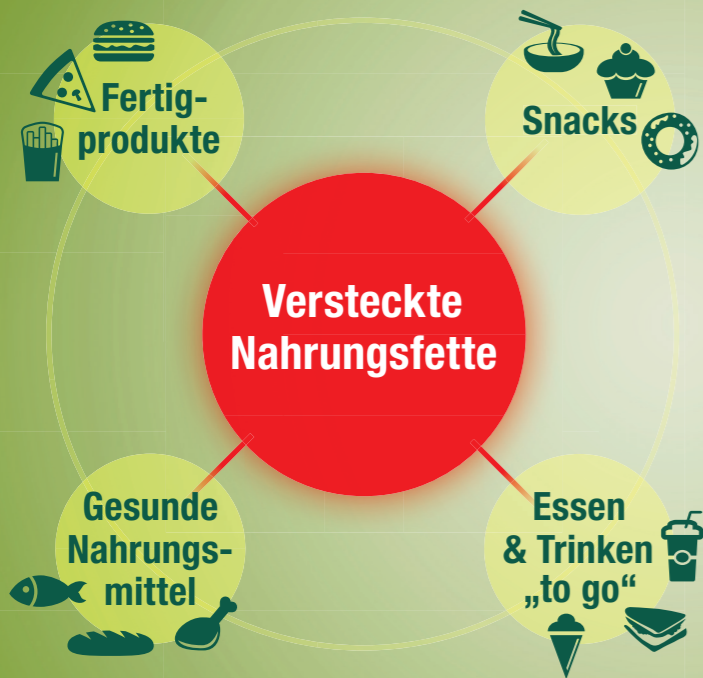 Fertig-
produkte
Snacks
Versteckte
Nahrungsfette
Gesunde
Nahrungs-
mittel
Essen
& Trinken
„to go“